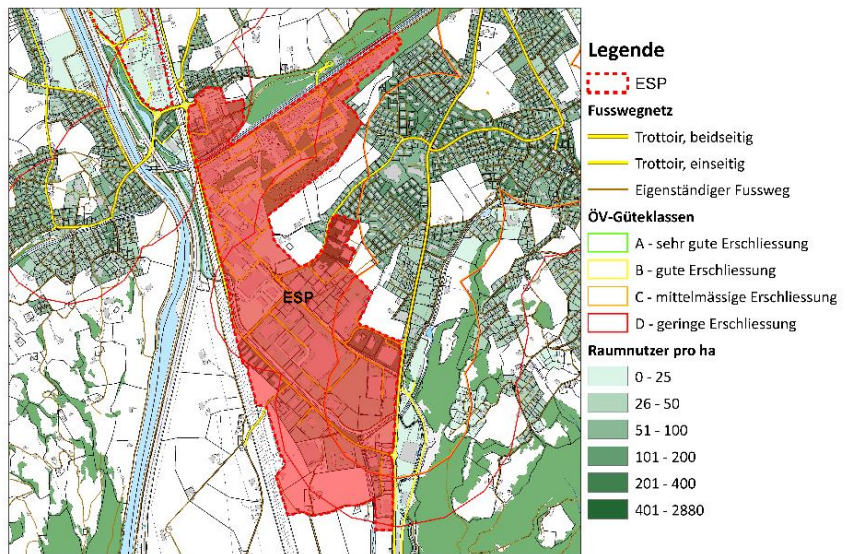 ESP
Legende
ESP
Fusswegnetz
Trottoir, beidseitig
Trottoir, einseitig
Eigenständiger Fussweg
ÖV-Güteklassen
A - sehr gute Erschliessung
B - gute Erschliessung
C - mittelmässige Erschliessung
D - geringe Erschliessung
Raumnutzer pro ha
0 - 25
26 - 50
51 - 100
101 - 200
201 - 400
401 - 2880